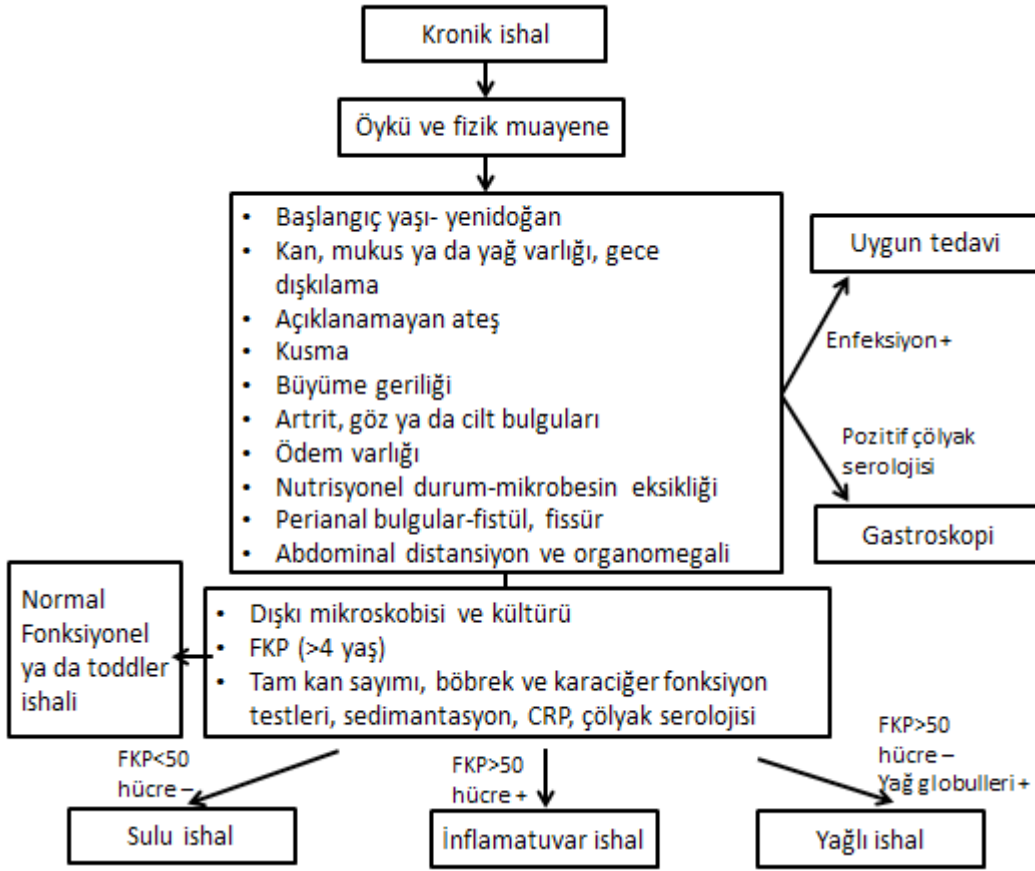 Kronik ishal
Öykü ve fizik muayene
• Başlangıç yaşı- yenidoğan
• Kan, mukus ya da yağ varlığı, gece
dışkılama
• Açıklanamayan ateş
• Kusma
• Büyüme geriliği
• Artrit, göz ya da cilt bulguları
• Ödem varlığı
• Nutrisyonel durum-mikrobesin eksikliği
• Perianal bulgular-fistül, fissür
• Abdominal distansiyon ve organomegali
Uygun tedavi
Enfeksiyon +
Pozitif çölyak
serolojisi
Gastroskopi
Normal
Fonksiyonel
ya da toddler
ishali
• Dışkı mikroskobisi ve kültürü
• FKP (>4 yaş)
• Tam kan sayımı, böbrek ve karaciğer fonksiyon
testleri, sedimantasyon, CRP, çölyak serolojisi
FKP<50
hücre –
FKP>50
hücre +
FKP>50
hücre –
Yağ globulleri +
Sulu ishal
İnflamatuvar ishal
Yağlı ishal